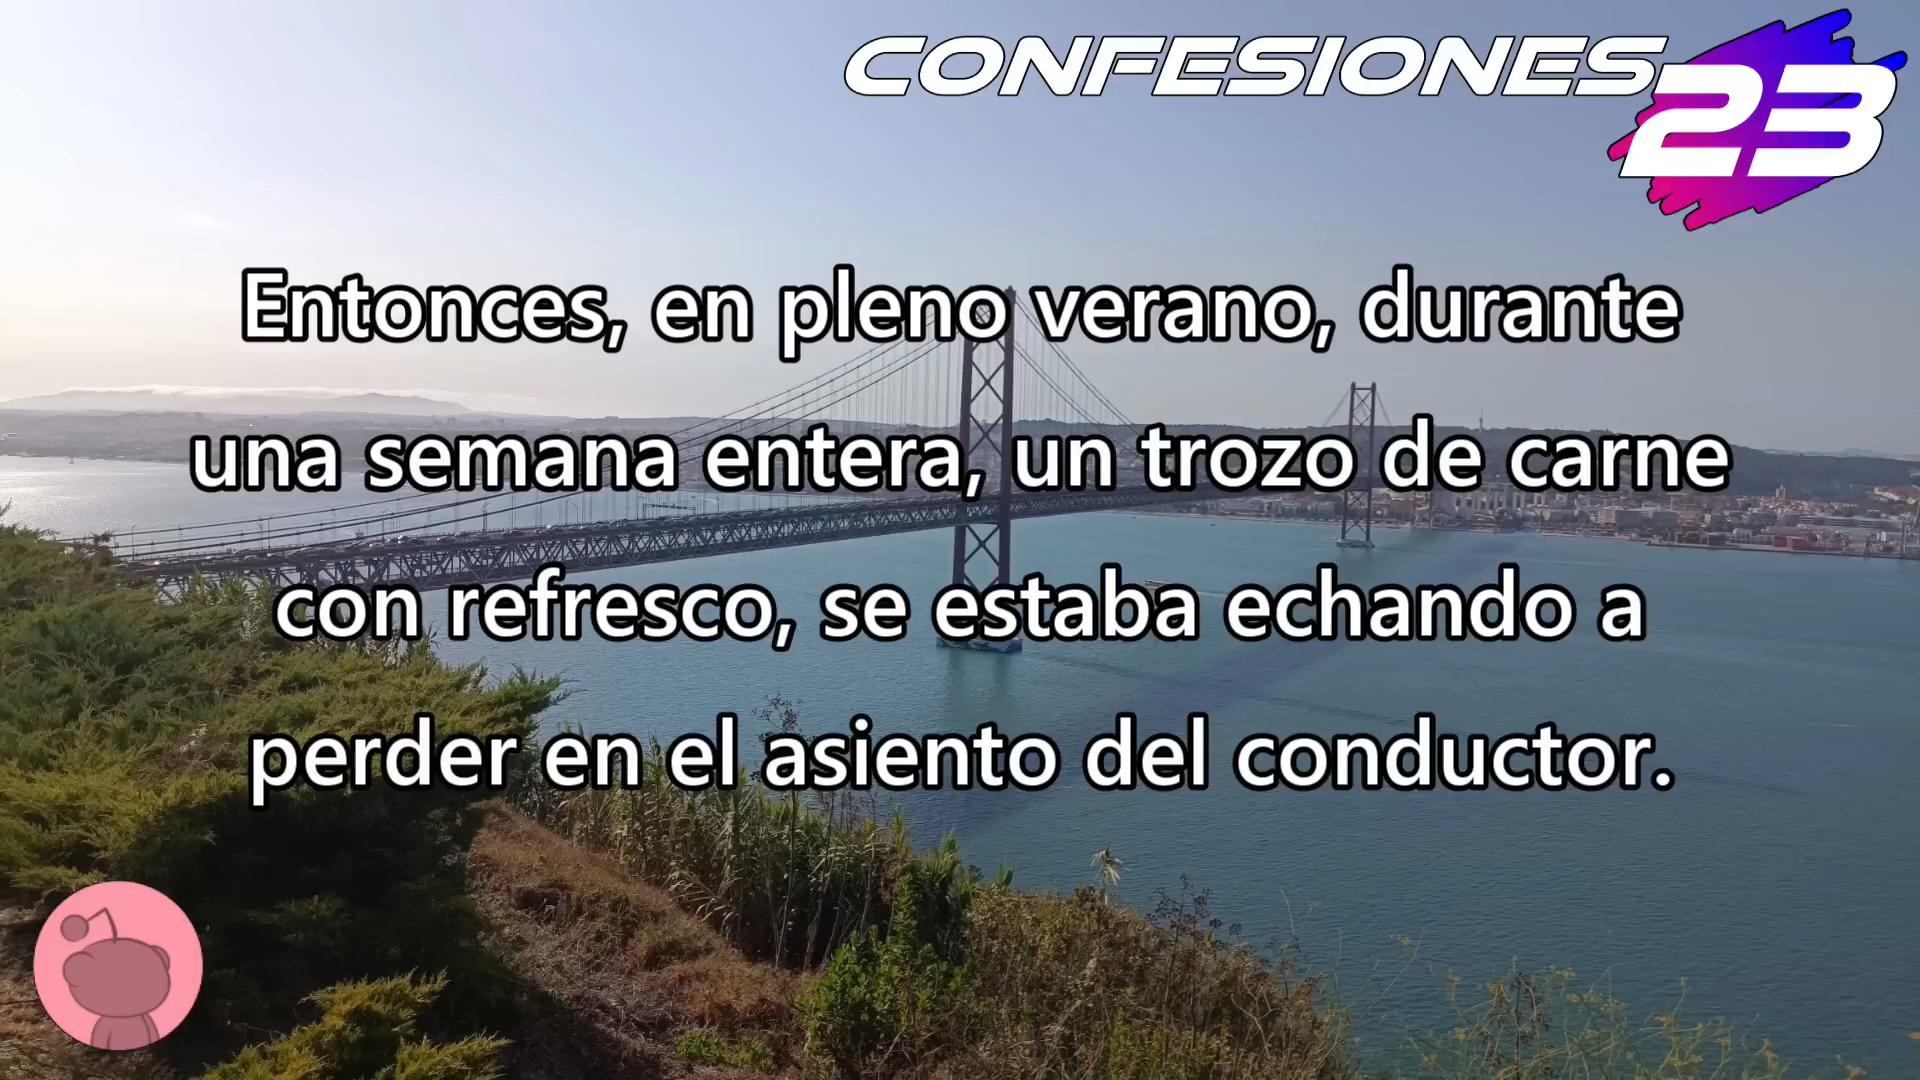 CONFESIONES
23
Entonces, en pleno verano, durante
una semana entera, un trozo de carne
con refresco, se estaba echando a
perder en el asiento del conductor.